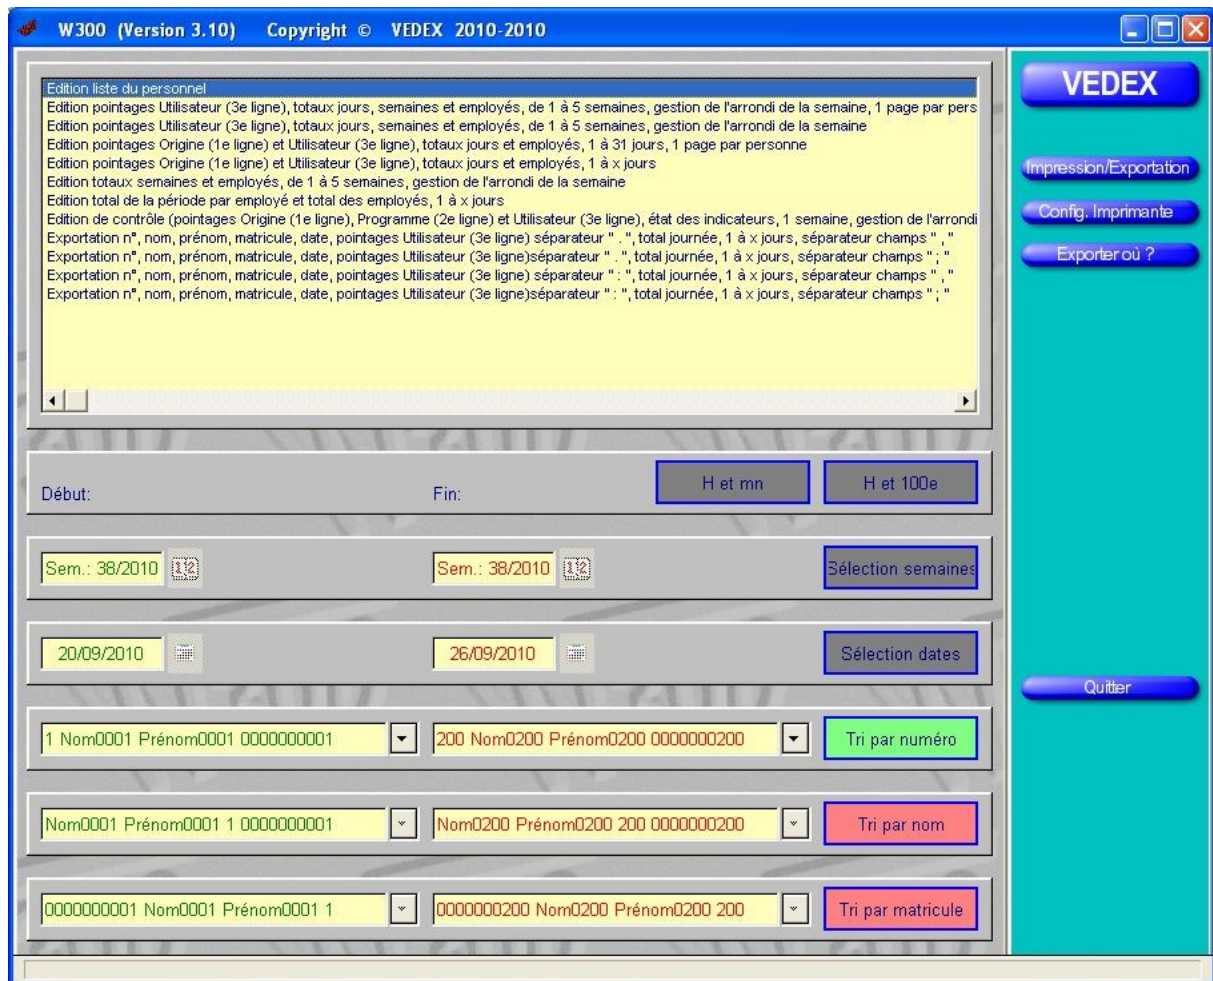 W300 (Version 3.10) Copyright © VEDEX 2010-2010
Edition liste du personnel
Edition pointages Utilisateur (3e ligne), totaux jours, semaines et employés, de 1 à 5 semaines, gestion de l'arrondi de la semaine, 1 page par pers
Edition pointages Utilisateur (3e ligne), totaux jours, semaines et employés, de 1 à 5 semaines, gestion de l'arrondi de la semaine
Edition pointages Origine (1e ligne) et Utilisateur (3e ligne), totaux jours et employés, 1 à 31 jours, 1 page par personne
Edition pointages Origine (1e ligne) et Utilisateur (3e ligne), totaux jours et employés, 1 à x jours
Edition totaux semaines et employés, de 1 à 5 semaines, gestion de l'arrondi de la semaine
Edition total de la période par employé et total des employés, 1 à x jours
Edition de contrôle (pointages Origine (1e ligne), Programme (2e ligne) et Utilisateur (3e ligne), état des indicateurs, 1 semaine, gestion de l'arrondi
Exportation n°, nom, prénom, matricule, date, pointages Utilisateur (3e ligne) séparateur " . ", total journée, 1 à x jours, séparateur champs " , "
Exportation n°, nom, prénom, matricule, date, pointages Utilisateur (3e ligne)séparateur " . ", total journée, 1 à x jours, séparateur champs " ; "
Exportation n°, nom, prénom, matricule, date, pointages Utilisateur (3e ligne) séparateur " : ", total journée, 1 à x jours, séparateur champs " , "
Exportation n°, nom, prénom, matricule, date, pointages Utilisateur (3e ligne)séparateur " : ", total journée, 1 à x jours, séparateur champs " ; "
VEDEX
Impression/Exportation
Config. Imprimante
Exporter où ?
Quitter
Début: Fin: H et mn H et 100e
Sem.: 38/2010 Sem.: 38/2010 Sélection semaines
20/09/2010 26/09/2010 Sélection dates
1 Nom0001 Prénom0001 0000000001 200 Nom0200 Prénom0200 0000000200 Tri par numéro
Nom0001 Prénom0001 1 0000000001 Nom0200 Prénom0200 200 0000000200 Tri par nom
0000000001 Nom0001 Prénom0001 1 0000000200 Nom0200 Prénom0200 200 Tri par matricule